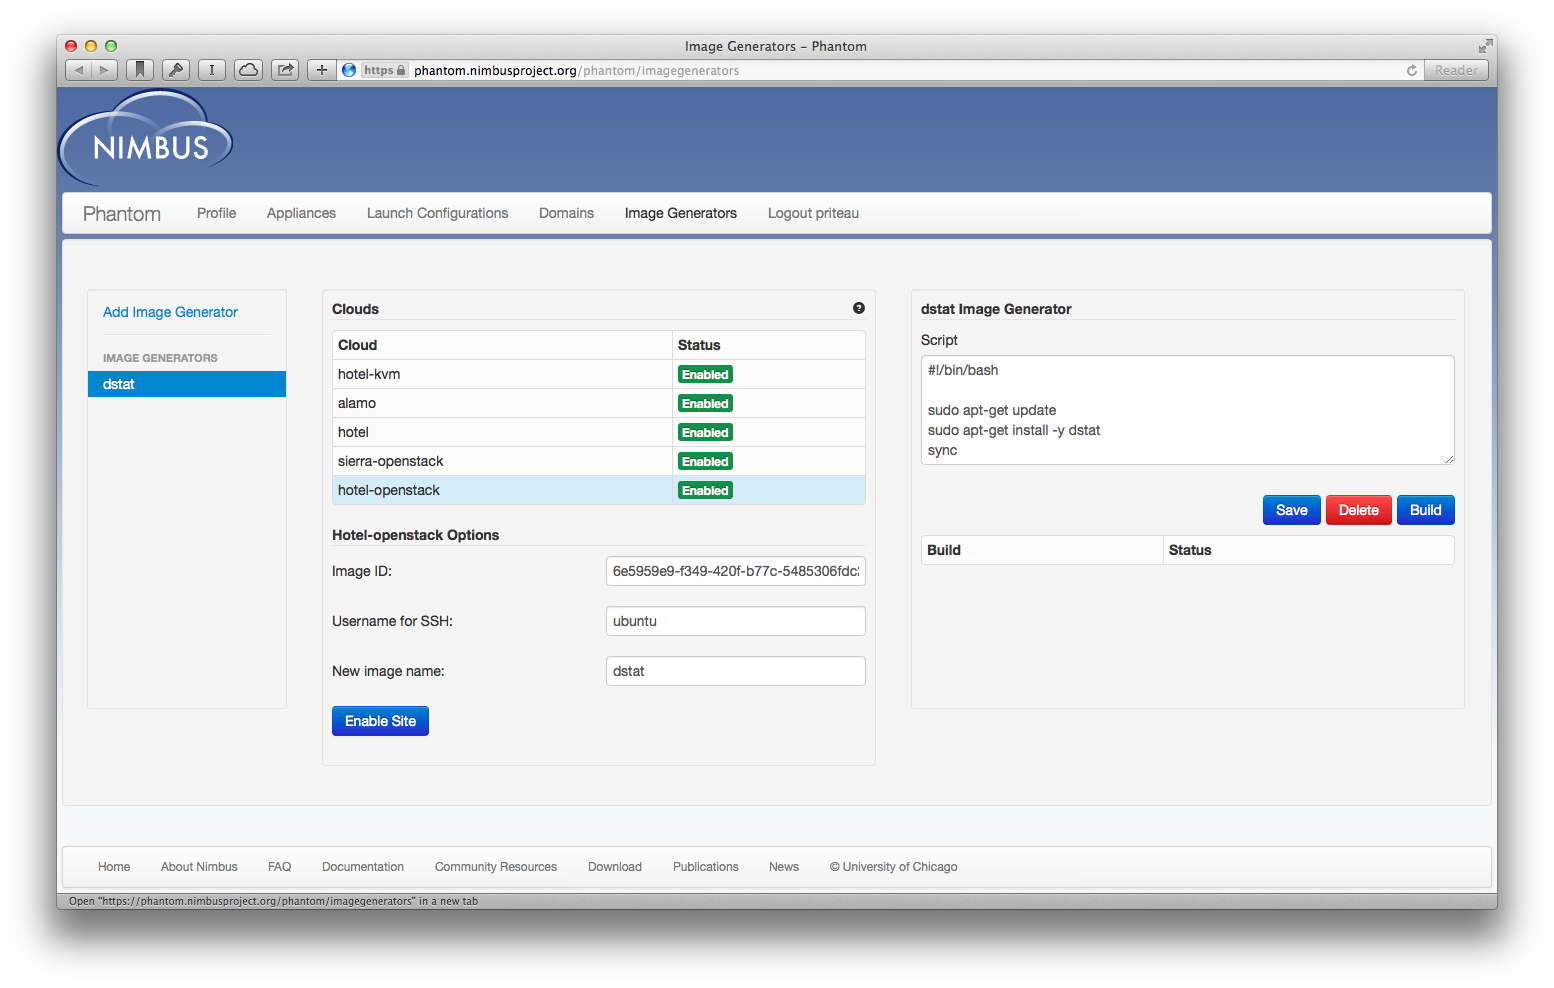 Image Generators – Phantom
https phantom.nimbusproject.org/phantom/imagegenerators Reader
NIMBUS
Phantom Profile Appliances Launch Configurations Domains Image Generators Logout priteau
Add Image Generator
IMAGE GENERATORS
dstat
Clouds ?
Cloud Status
hotel-kvm Enabled
alamo Enabled
hotel Enabled
sierra-openstack Enabled
hotel-openstack Enabled
Hotel-openstack Options
Image ID: 6e5959e9-f349-420f-b77c-5485306fdc
Username for SSH: ubuntu
New image name: dstat
Enable Site
dstat Image Generator
Script
#!/bin/bash
sudo apt-get update
sudo apt-get install -y dstat
sync
Save Delete Build
Build Status
Home About Nimbus FAQ Documentation Community Resources Download Publications News © University of Chicago
Open "https://phantom.nimbusproject.org/phantom/imagegenerators" in a new tab